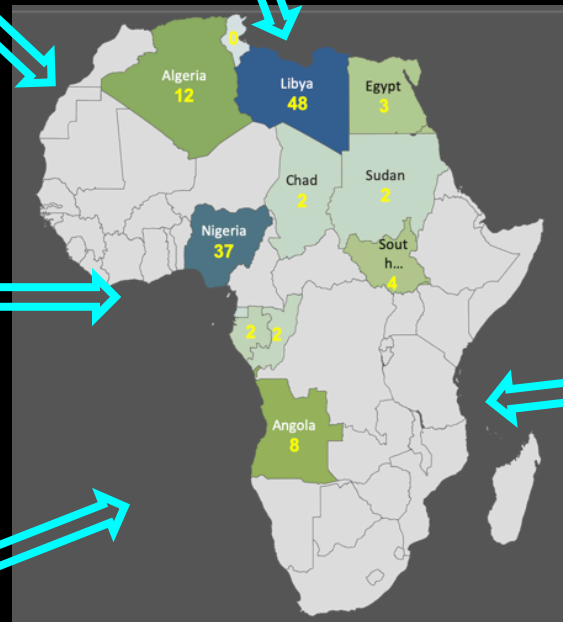 0
Algeria
12
Libya
48
Egypt
3
Chad
2
Sudan
2
Nigeria
37
Sout
h...
4
2
2
Angola
8